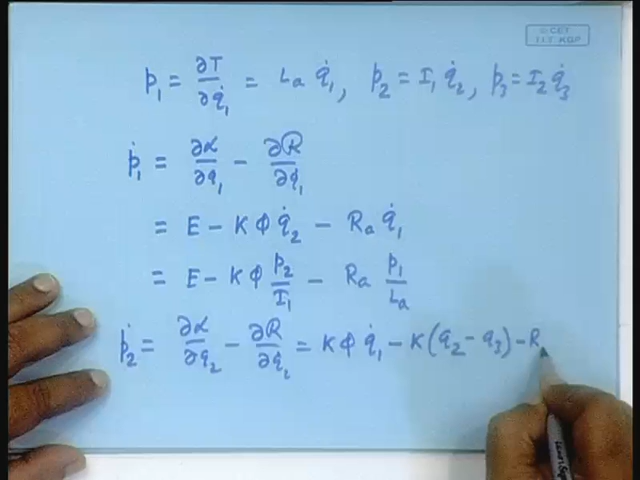 © CET
I.I.T. KGP
p₁ = ∂T/∂q̇₁ = Lₐ q̇₁, p₂ = I₁ q̇₂, p₃ = I₂ q̇₃
ṗ₁ = ∂ℒ/∂q₁ − ∂ℛ/∂q̇₁
= E − KΦ q̇₂ − Rₐ q̇₁
= E − KΦ p₂/I₁ − Rₐ p₁/Lₐ
ṗ₂ = ∂ℒ/∂q₂ − ∂ℛ/∂q̇₂ = KΦ q̇₁ − K(q₂ − q₃) − R